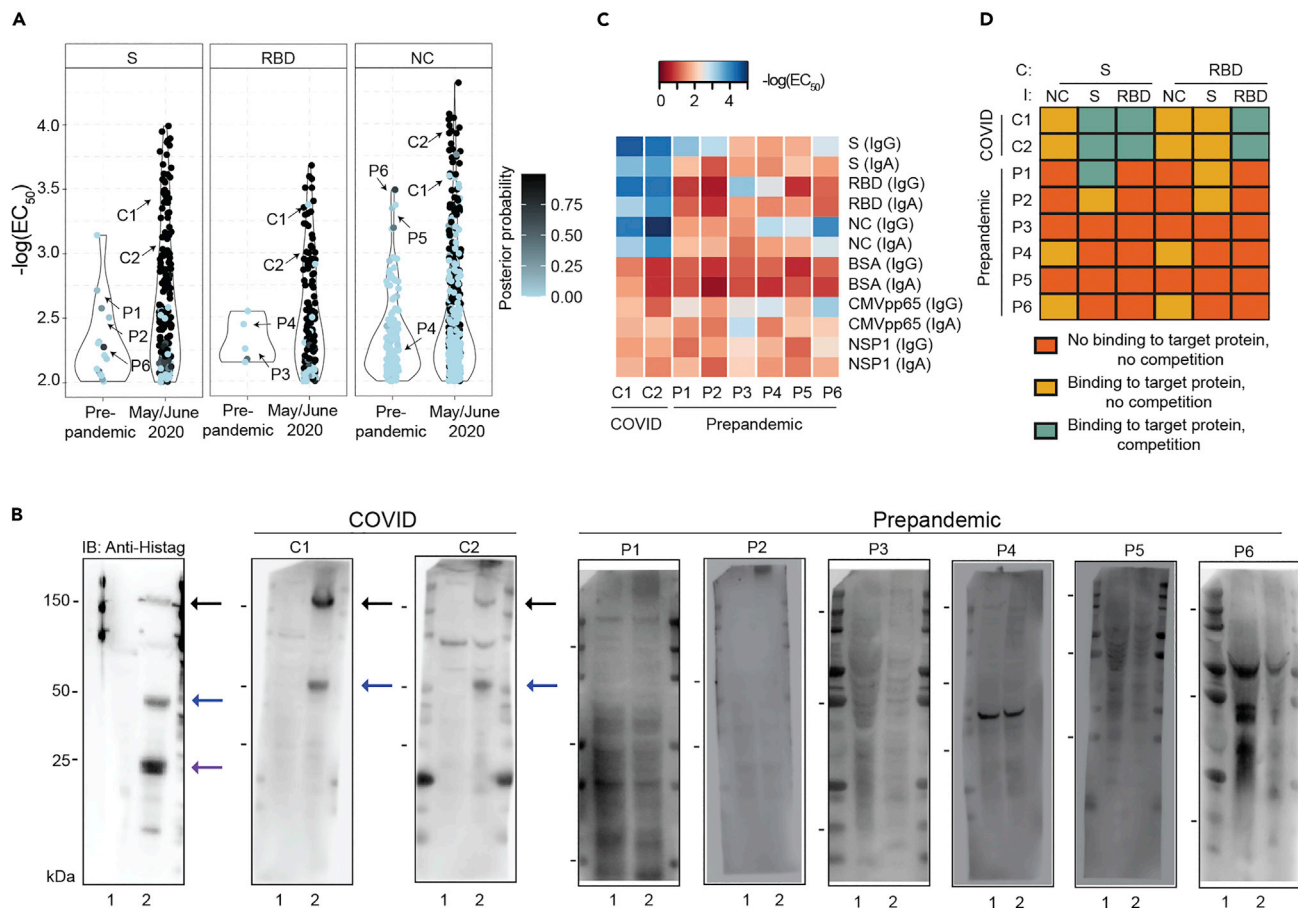 A
S
RBD
NC
-log(EC50)
4.0
3.5
3.0
2.5
2.0
C1
C2
P1
P2
P6
C1
C2
P4
P3
P6
P5
C2
C1
P4
Pre-
pandemic
May/June
2020
Pre-
pandemic
May/June
2020
Pre-
pandemic
May/June
2020
Posterior probability
0.75
0.50
0.25
0.00
C
0 2 4
-log(EC50)
S (IgG)
S (IgA)
RBD (IgG)
RBD (IgA)
NC (IgG)
NC (IgA)
BSA (IgG)
BSA (IgA)
CMVpp65 (IgG)
CMVpp65 (IgA)
NSP1 (IgG)
NSP1 (IgA)
C1 C2 P1 P2 P3 P4 P5 P6
COVID Prepandemic
D
C: S RBD
I: NC S RBD NC S RBD
COVID
C1
C2
Prepandemic
P1
P2
P3
P4
P5
P6
No binding to target protein,
no competition
Binding to target protein,
no competition
Binding to target protein,
competition
B
COVID
Prepandemic
IB: Anti-Histag
C1
C2
P1
P2
P3
P4
P5
P6
150 -
50 -
25 -
kDa
1 2
1 2
1 2
1 2
1 2
1 2
1 2
1 2
1 2